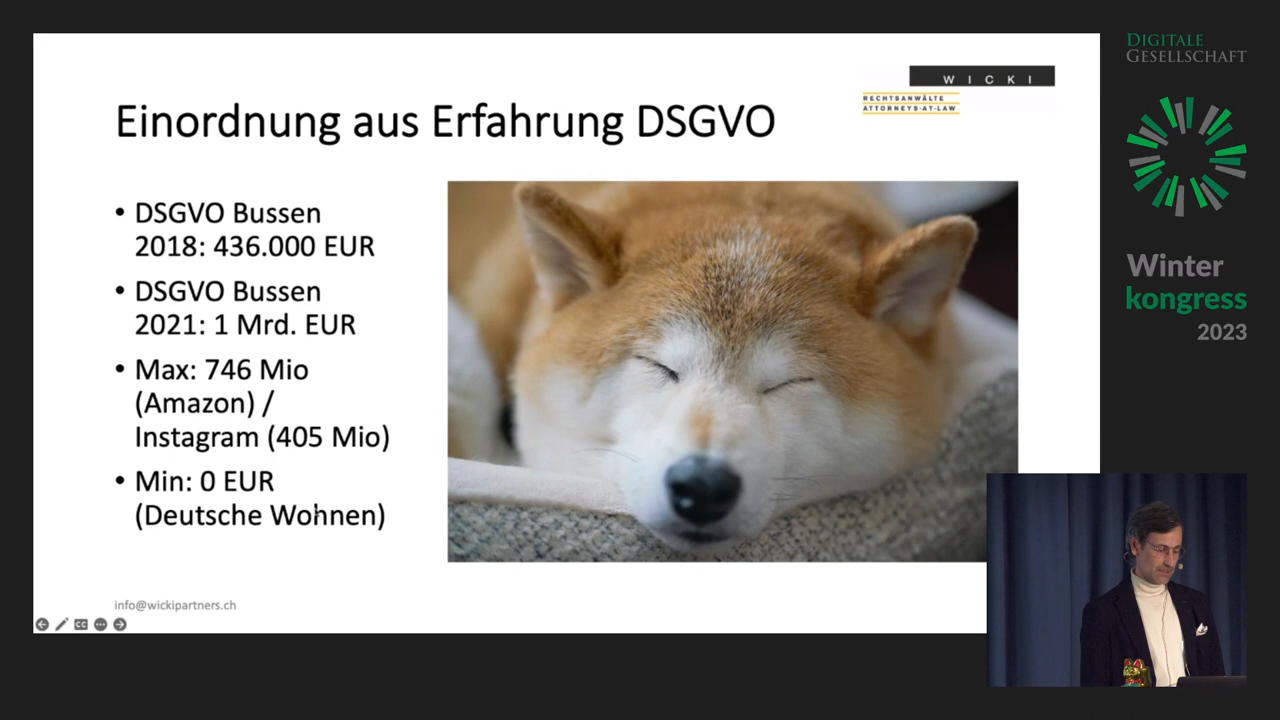 Einordnung aus Erfahrung DSGVO
WICKI
RECHTSANWÄLTE
ATTORNEYS-AT-LAW
• DSGVO Bussen
2018: 436.000 EUR
• DSGVO Bussen
2021: 1 Mrd. EUR
• Max: 746 Mio
(Amazon) /
Instagram (405 Mio)
• Min: 0 EUR
(Deutsche Wohnen)
info@wickipartners.ch
CC
DIGITALE
GESELLSCHAFT
Winter
kongress
2023